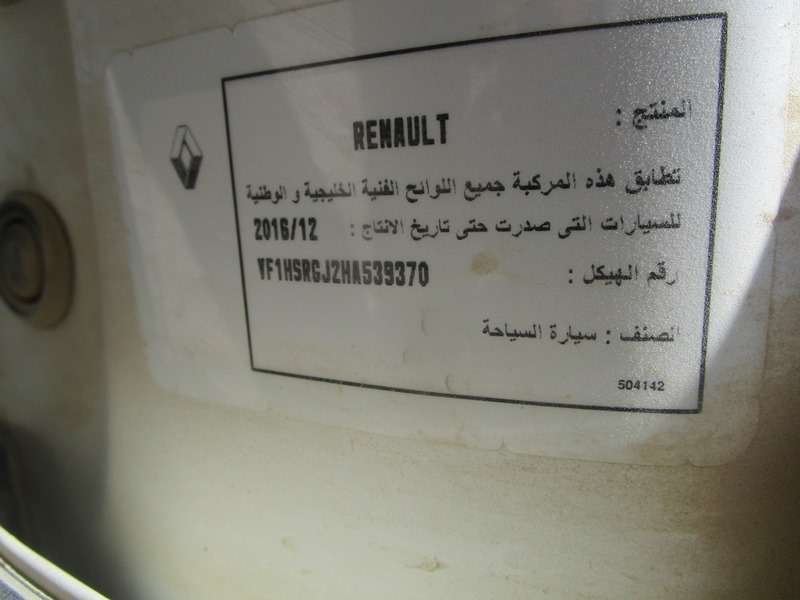 المنتج : RENAULT
تطابق هذه المركبة جميع اللوائح الفنية الخليجية و الوطنية
للسيارات التى صدرت حتى تاريخ الانتاج : 2016/12
رقم الهيكل : VF1HSRGJ2HA539370
الصنف : سيارة السياحة
504142